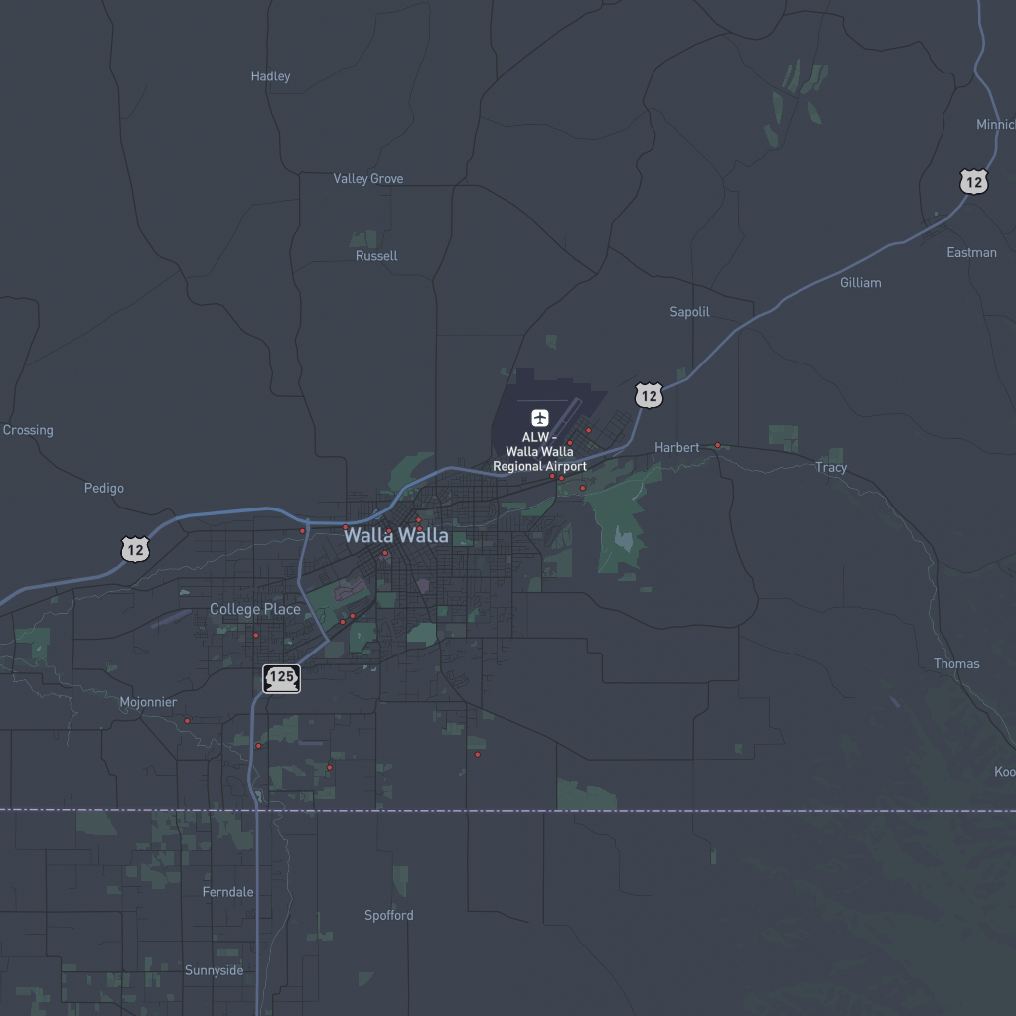 Hadley
Minnick
Valley Grove
12
Russell
Eastman
Gilliam
Sapolil
12
ALW -
Walla Walla
Regional Airport
Crossing
Harbert
Tracy
Pedigo
Walla Walla
12
College Place
Thomas
125
Mojonnier
Koo
Ferndale
Spofford
Sunnyside